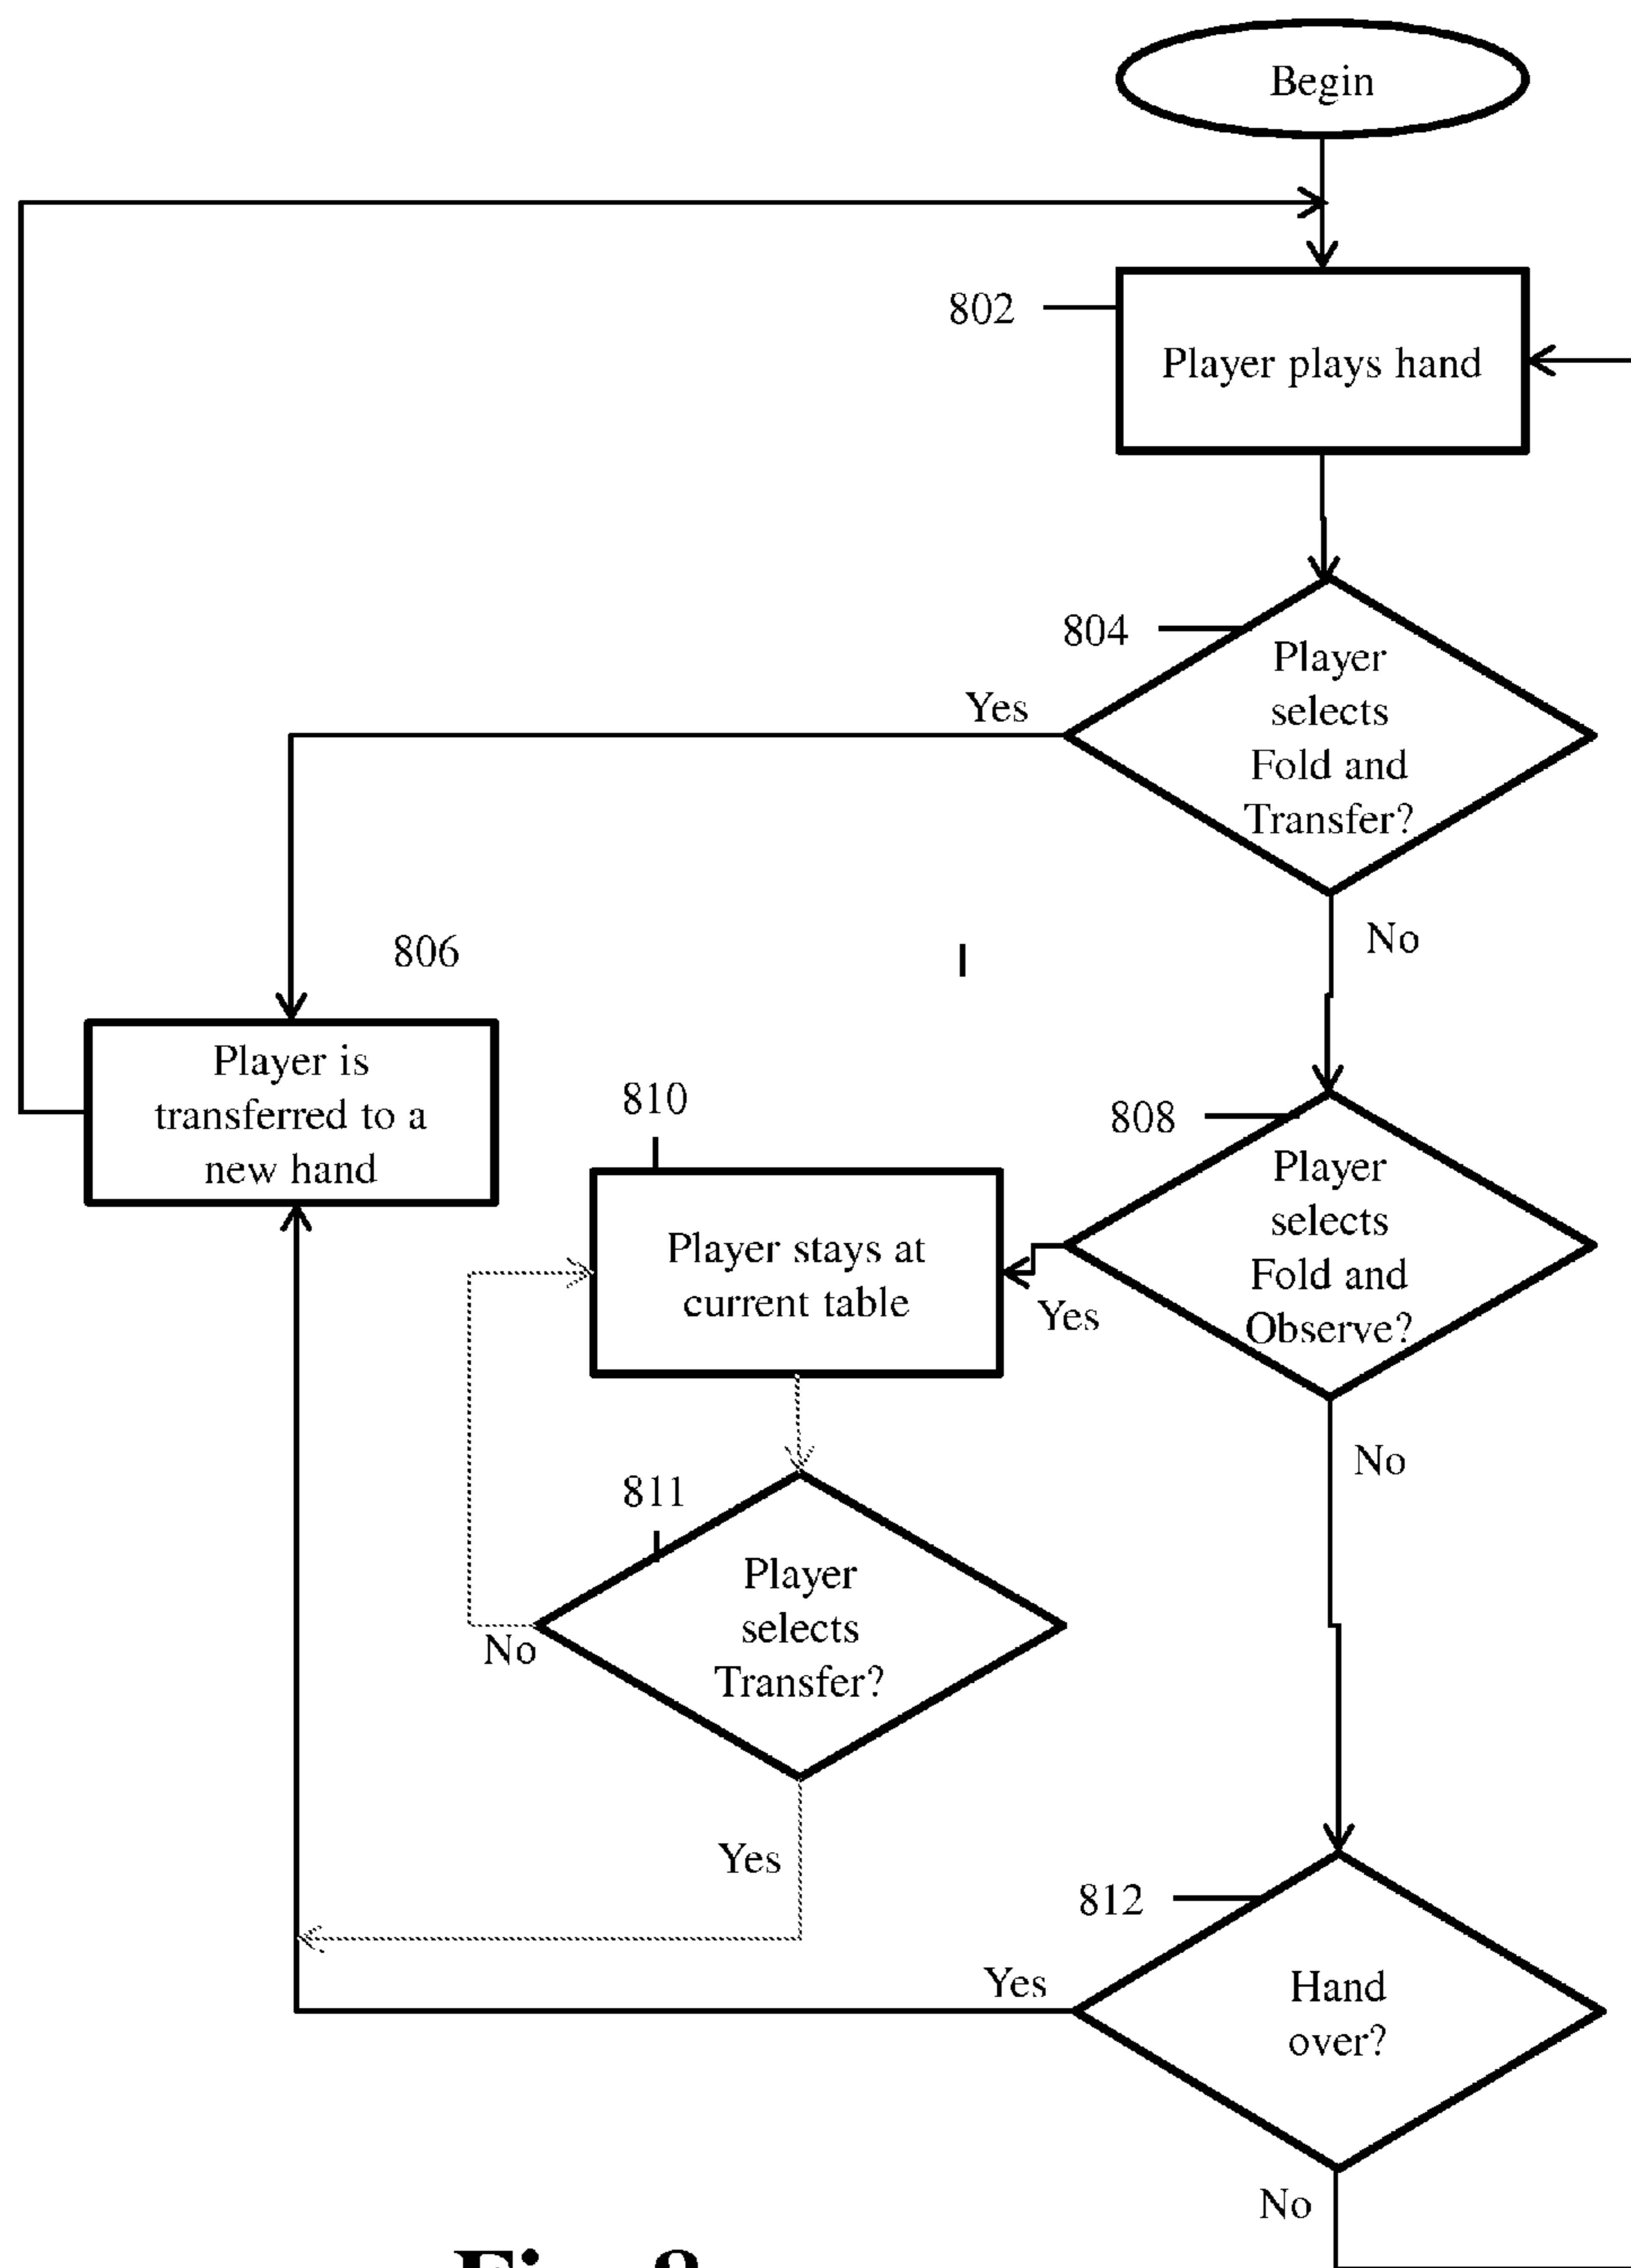 Begin
802
Player plays hand
804
Player
selects
Fold and
Transfer?
Yes
No
806
Player is
transferred to a
new hand
810
Player stays at
current table
808
Player
selects
Fold and
Observe?
Yes
No
811
Player
selects
Transfer?
No
Yes
812
Hand
over?
Yes
No